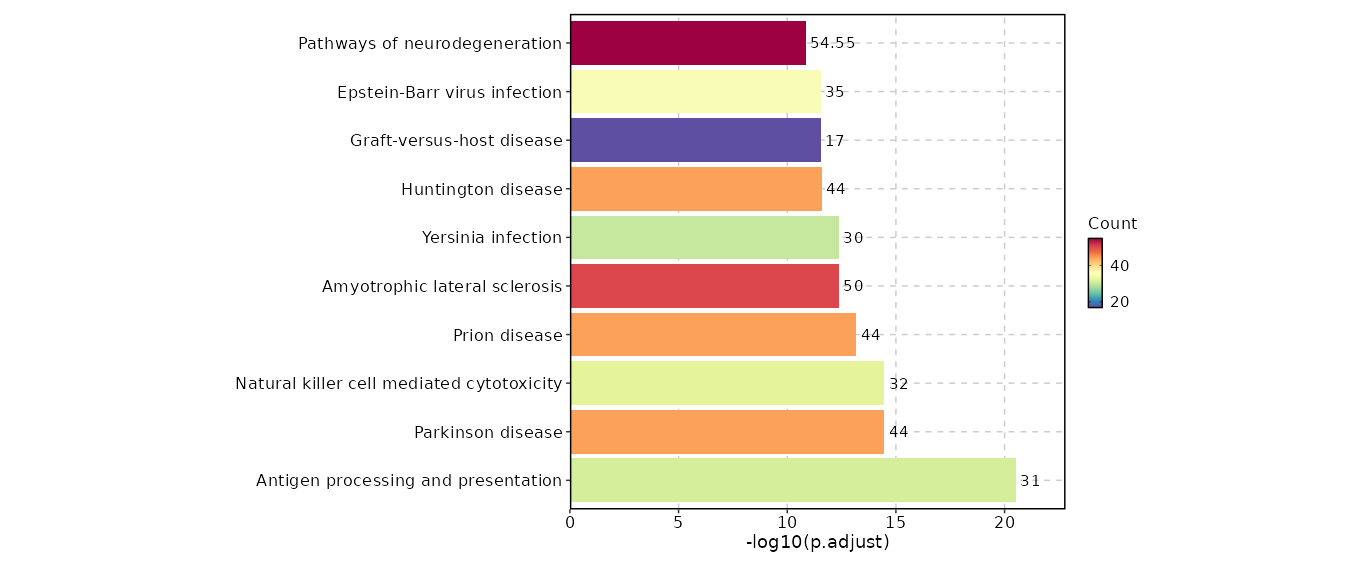 Pathways of neurodegeneration 54.55
Epstein-Barr virus infection 35
Graft-versus-host disease 17
Huntington disease 44
Yersinia infection 30
Amyotrophic lateral sclerosis 50
Prion disease 44
Natural killer cell mediated cytotoxicity 32
Parkinson disease 44
Antigen processing and presentation 31
0 5 10 15 20
-log10(p.adjust)
Count
40
20